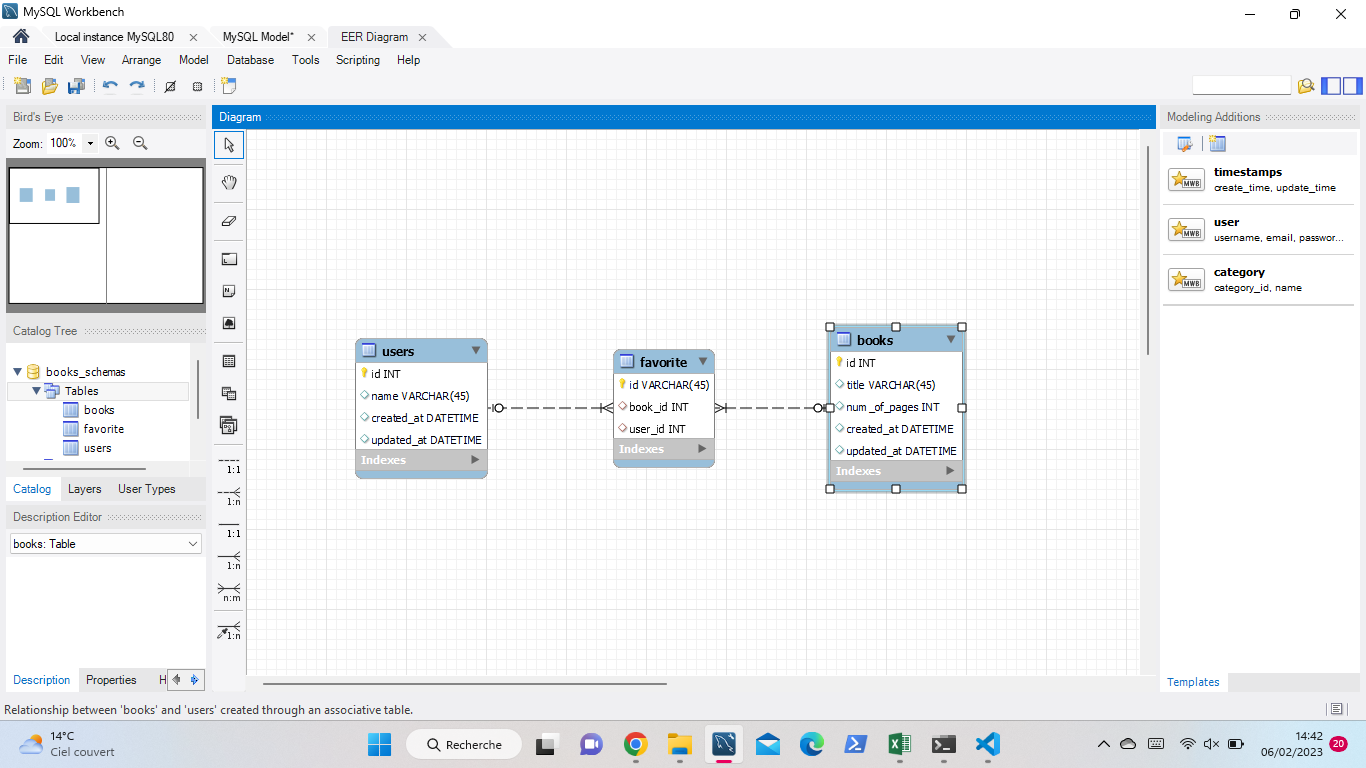 MySQL Workbench
Local instance MySQL80
MySQL Model*
EER Diagram
File Edit View Arrange Model Database Tools Scripting Help
Bird's Eye
Zoom: 100%
Catalog Tree
books_schemas
Tables
books
favorite
users
Catalog Layers User Types
Description Editor
books: Table
Description Properties H
Diagram
1:1
1:n
1:1
1:n
n:m
1:n
users
id INT
name VARCHAR(45)
created_at DATETIME
updated_at DATETIME
Indexes
favorite
id VARCHAR(45)
book_id INT
user_id INT
Indexes
books
id INT
title VARCHAR(45)
num _of_pages INT
created_at DATETIME
updated_at DATETIME
Indexes
Modeling Additions
MWB
timestamps
create_time, update_time
MWB
user
username, email, passwor...
MWB
category
category_id, name
Templates
Relationship between 'books' and 'users' created through an associative table.
14°C
Ciel couvert
Recherche
14:42
06/02/2023
20